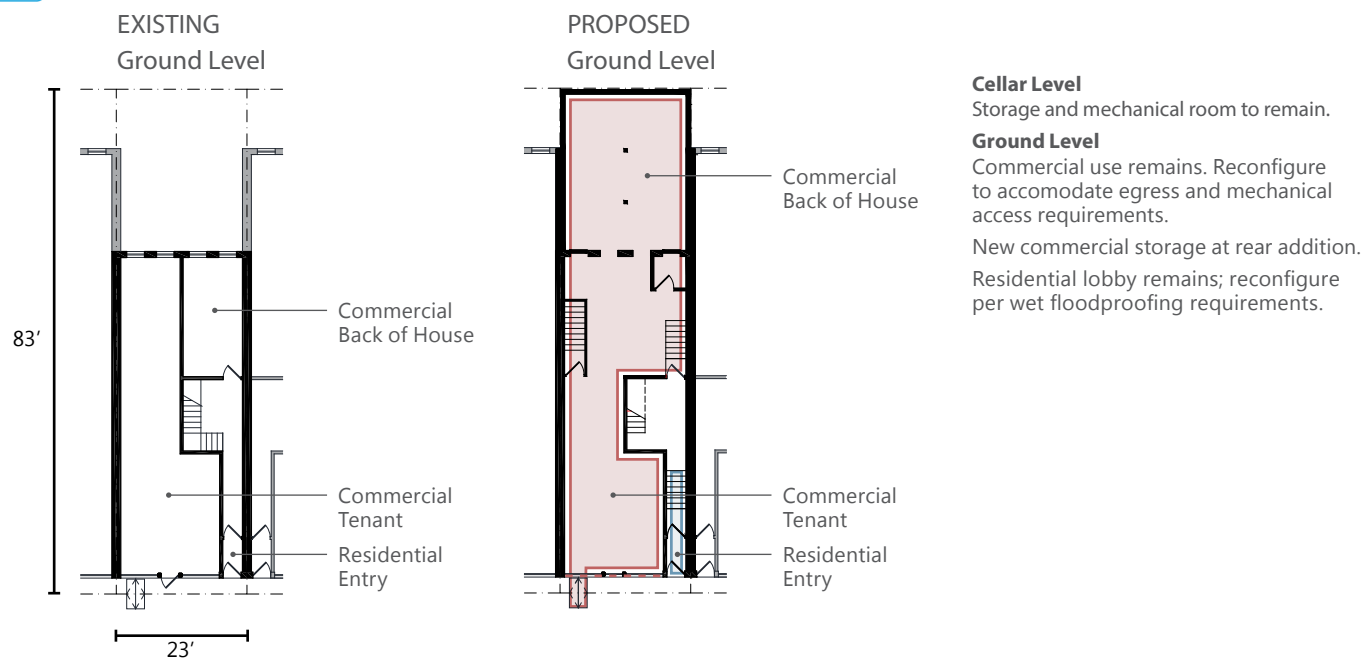 EXISTING
Ground Level
83’
23’
Commercial
Back of House
Commercial
Tenant
Residential
Entry
PROPOSED
Ground Level
Commercial
Back of House
Commercial
Tenant
Residential
Entry
Cellar Level
Storage and mechanical room to remain.
Ground Level
Commercial use remains. Reconfigure
to accomodate egress and mechanical
access requirements.
New commercial storage at rear addition.
Residential lobby remains; reconfigure
per wet floodproofing requirements.